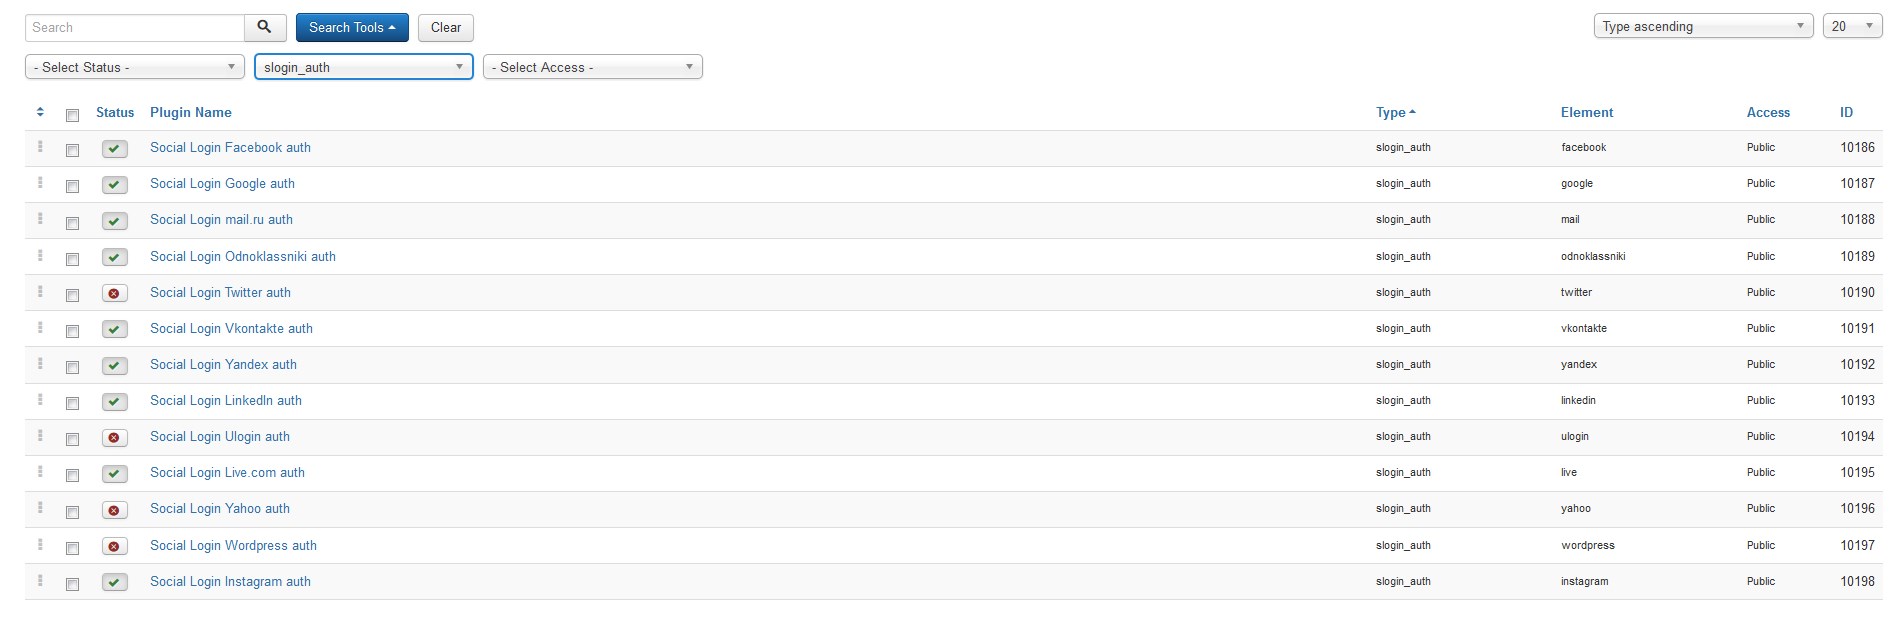 Search Search Tools Clear Type ascending 20
- Select Status - slogin_auth - Select Access -
Status Plugin Name Type Element Access ID
Social Login Facebook auth slogin_auth facebook Public 10186
Social Login Google auth slogin_auth google Public 10187
Social Login mail.ru auth slogin_auth mail Public 10188
Social Login Odnoklassniki auth slogin_auth odnoklassniki Public 10189
Social Login Twitter auth slogin_auth twitter Public 10190
Social Login Vkontakte auth slogin_auth vkontakte Public 10191
Social Login Yandex auth slogin_auth yandex Public 10192
Social Login LinkedIn auth slogin_auth linkedin Public 10193
Social Login Ulogin auth slogin_auth ulogin Public 10194
Social Login Live.com auth slogin_auth live Public 10195
Social Login Yahoo auth slogin_auth yahoo Public 10196
Social Login Wordpress auth slogin_auth wordpress Public 10197
Social Login Instagram auth slogin_auth instagram Public 10198